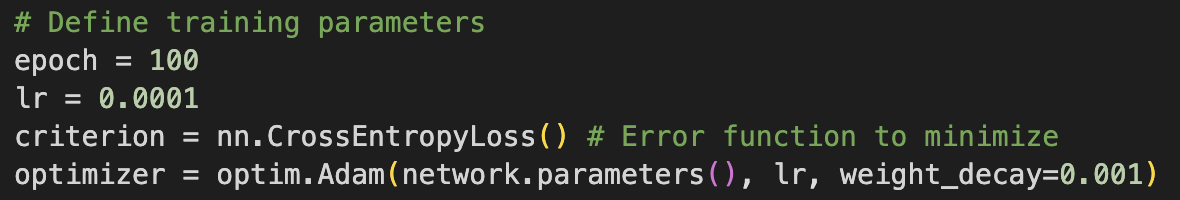 # Define training parameters
epoch = 100
lr = 0.0001
criterion = nn.CrossEntropyLoss() # Error function to minimize
optimizer = optim.Adam(network.parameters(), lr, weight_decay=0.001)